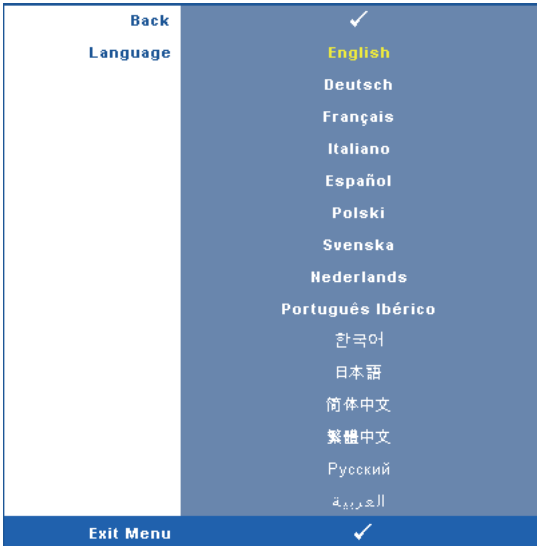 Back ✓
Language English
Deutsch
Français
Italiano
Español
Polski
Svenska
Nederlands
Português Ibérico
한국어
日本語
简体中文
繁體中文
Русский
العربية
Exit Menu ✓